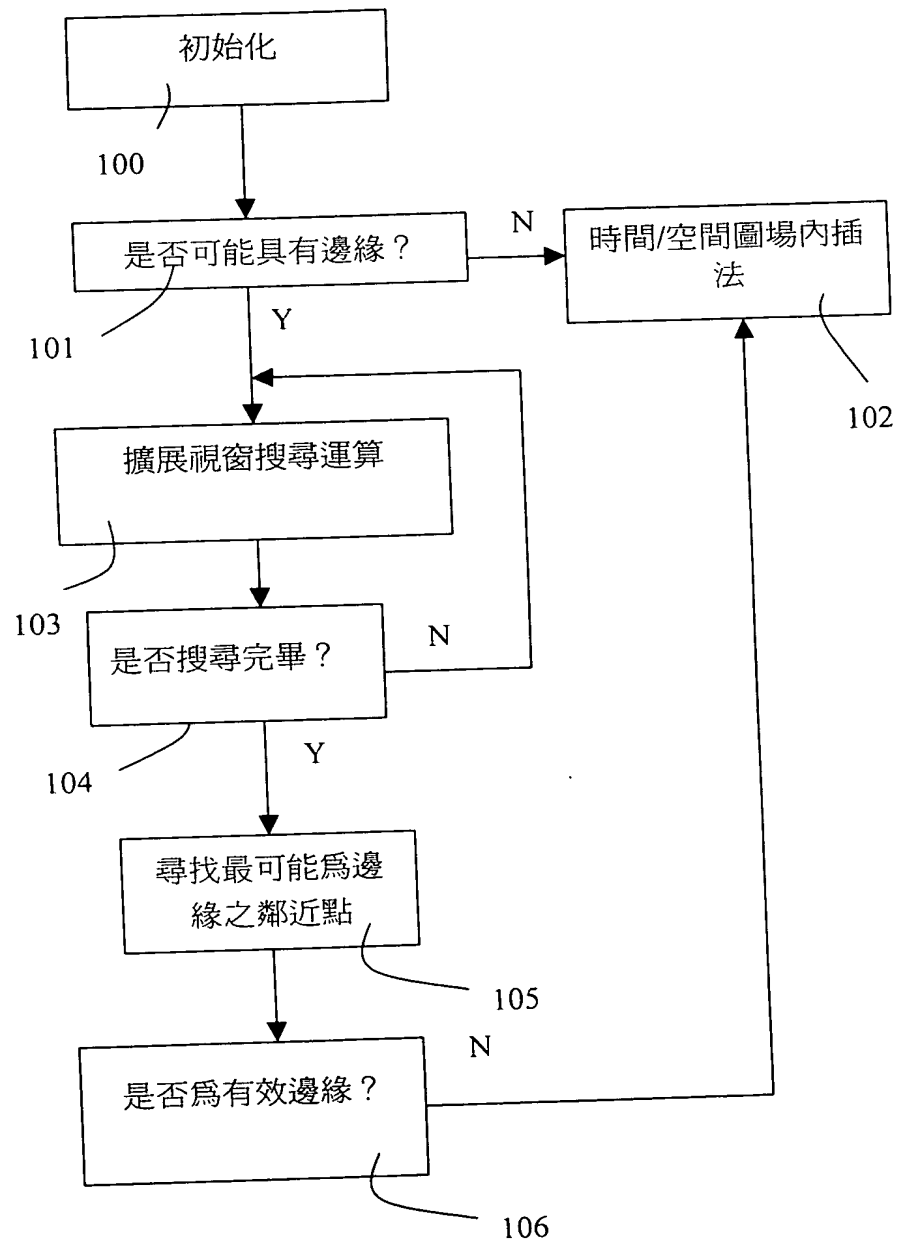 初始化
100
是否可能具有邊緣？
N
時間/空間圖場內插
法
101
Y
102
擴展視窗搜尋運算
103
是否搜尋完畢？
N
104
Y
尋找最可能爲邊
緣之鄰近點
105
是否爲有效邊緣？
N
106